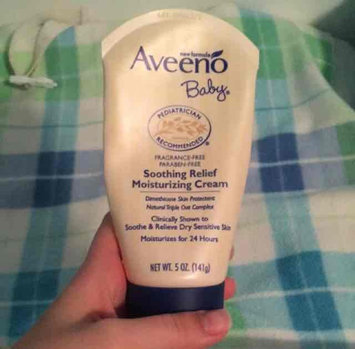 new formula
Aveeno
Baby®
PEDIATRICIAN
RECOMMENDED
FRAGRANCE-FREE
PARABEN-FREE
Soothing Relief
Moisturizing Cream
Dimethicone Skin Protectant
Natural Triple Oat Complex
Clinically Shown to
Soothe & Relieve Dry Sensitive Skin
Moisturizes for 24 Hours
NET WT. 5 OZ. (141g)